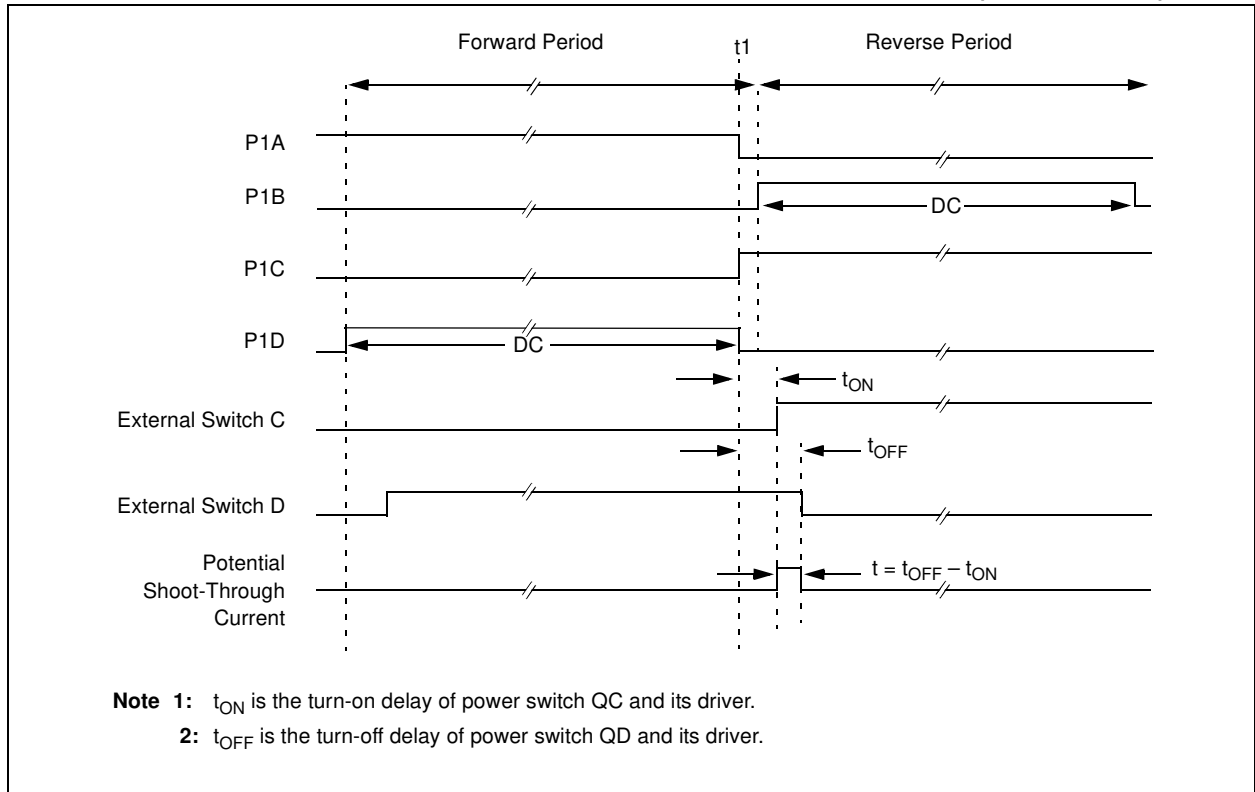 Forward Period
t1
Reverse Period
P1A
P1B
DC
P1C
P1D
DC
tON
External Switch C
tOFF
External Switch D
Potential
Shoot-Through
Current
t = tOFF – tON
Note 1: tON is the turn-on delay of power switch QC and its driver.
2: tOFF is the turn-off delay of power switch QD and its driver.